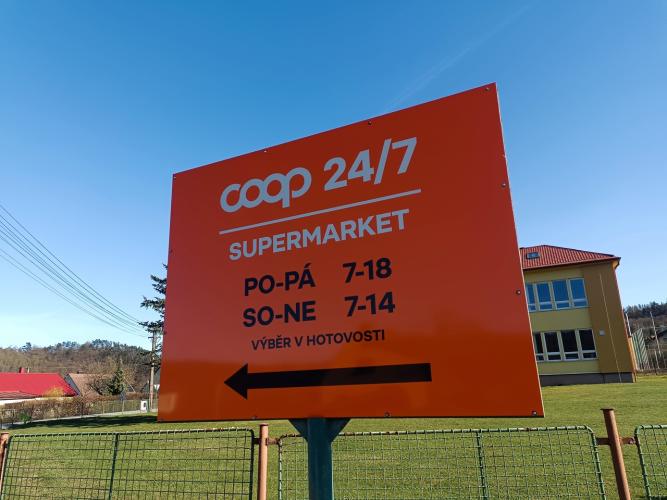 coop 24/7
SUPERMARKET
PO-PÁ 7-18
SO-NE 7-14
VÝBĚR V HOTOVOSTI